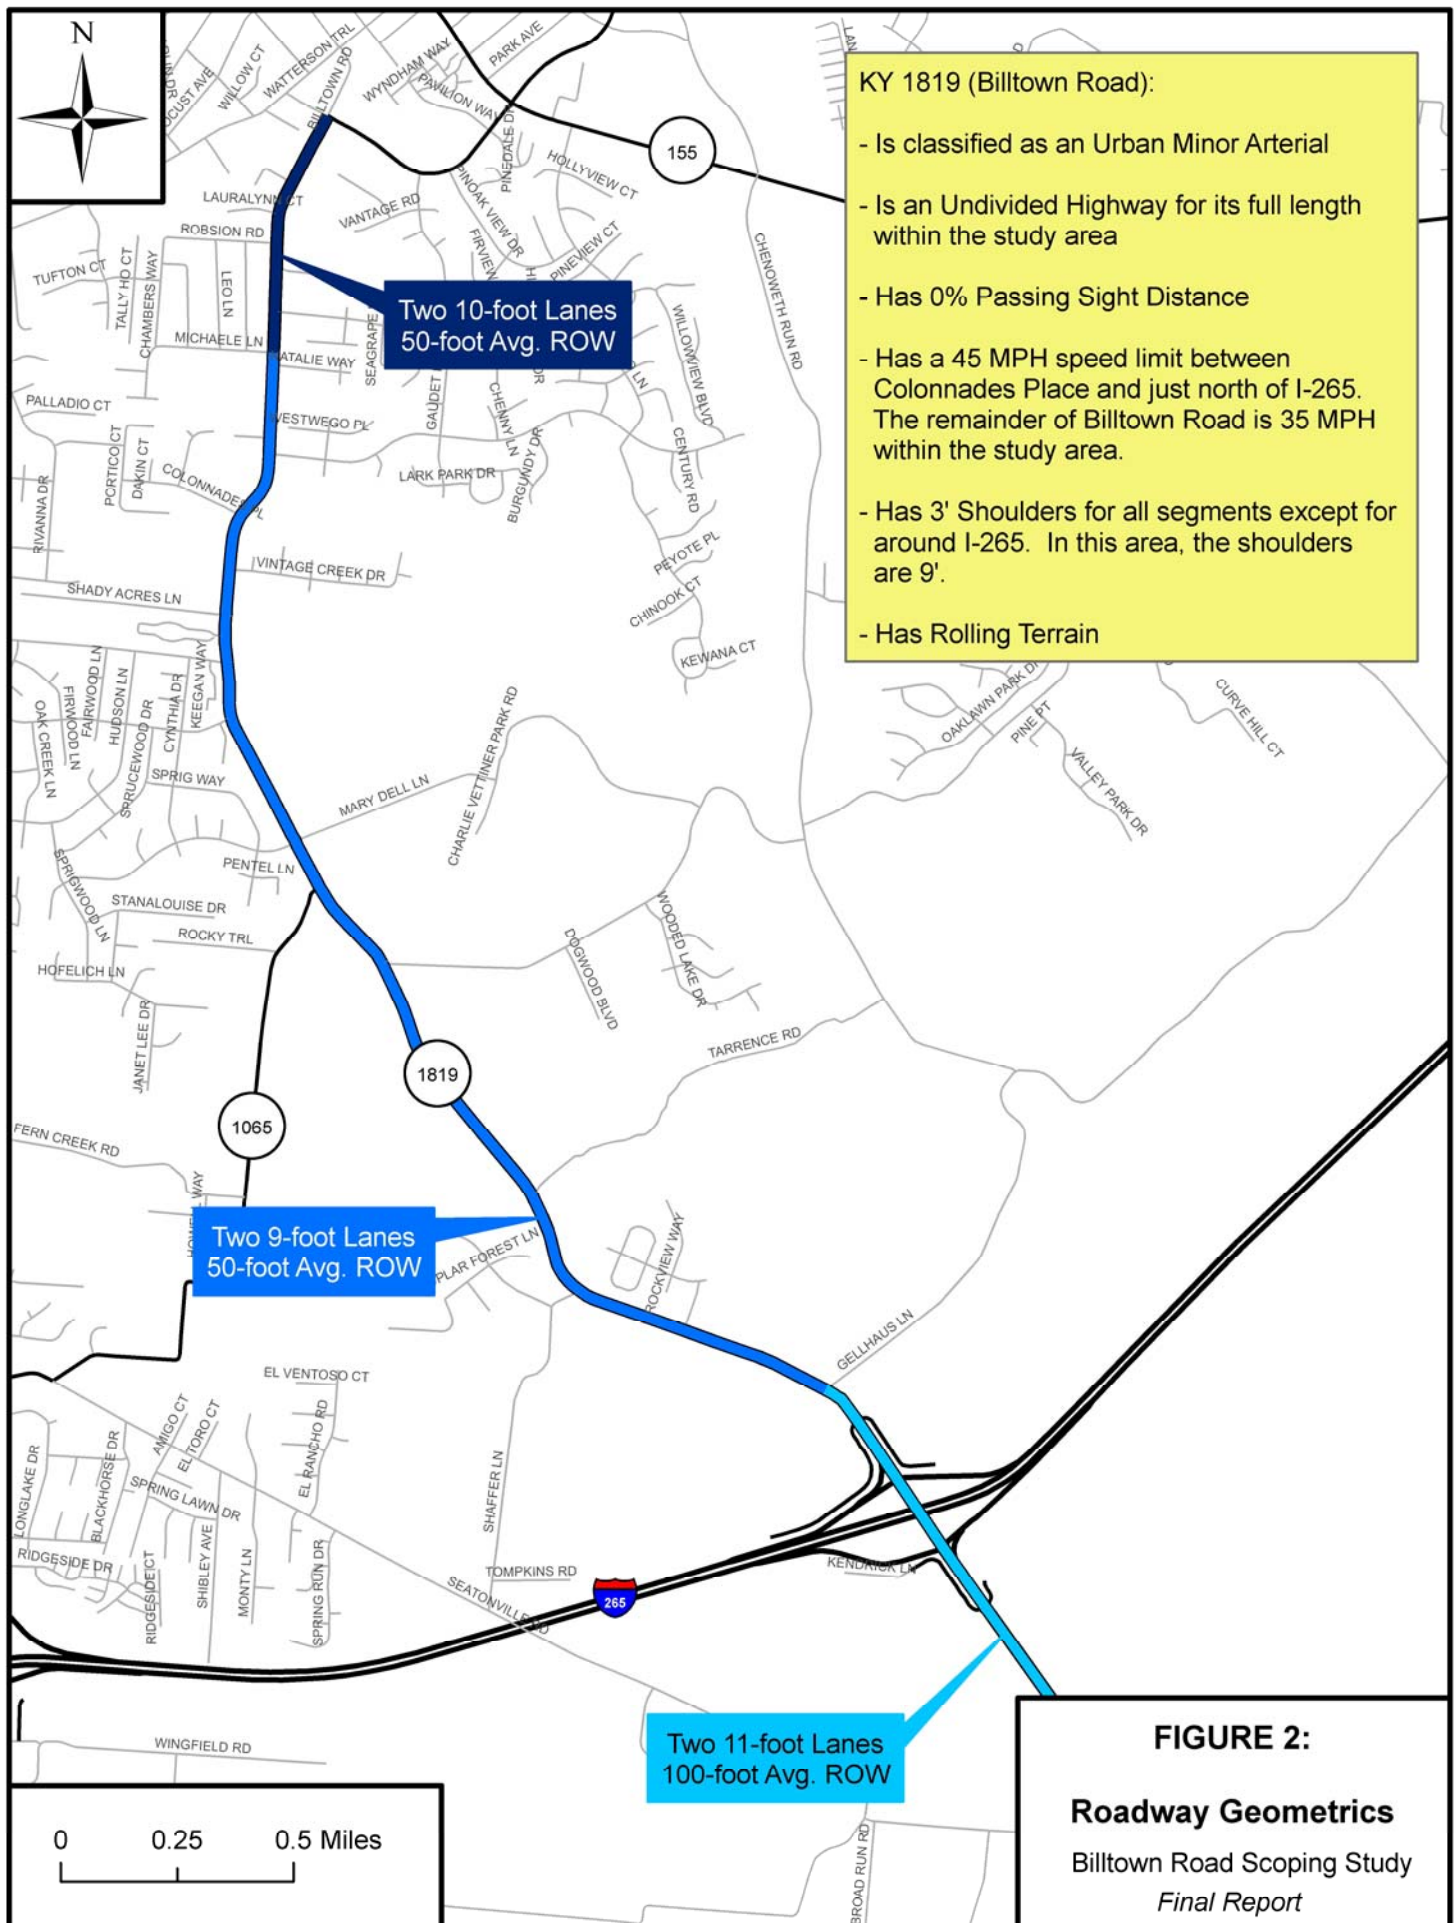 N
WATTERSON TRL
WILLOW CT
BILLTOWN RD
WYNDHAM WAY
PARK AVE
PAVILION WAY
PINEDALE DR
155
HOLLYVIEW CT
LAURALYNN CT
VANTAGE RD
PINOAK VIEW DR
ROBSION RD
FIRVIEW
PINEVIEW CT
CHENOWETH RUN RD
TUFTON CT
TALLY HO CT
CHAMBERS WAY
LEO LN
MICHAELE LN
ATALIE WAY
SEAGRAPE
Two 10-foot Lanes
50-foot Avg. ROW
WILLOWVIEW BLVD
KY 1819 (Billtown Road):
- Is classified as an Urban Minor Arterial
- Is an Undivided Highway for its full length
within the study area
- Has 0% Passing Sight Distance
- Has a 45 MPH speed limit between
Colonnades Place and just north of I-265.
The remainder of Billtown Road is 35 MPH
within the study area.
- Has 3' Shoulders for all segments except for
around I-265.  In this area, the shoulders
are 9'.
- Has Rolling Terrain
PALLADIO CT
PORTICO CT
DAKIN CT
COLONNADES PL
RIVANNA DR
ESTWEGO PL
GAUDET
CHENNY LN
LARK PARK DR
BURGUNDY DR
CENTURY RD
VINTAGE CREEK DR
PEYOTE PL
CHINOOK CT
KEWANA CT
SHADY ACRES LN
OAK CREEK LN
FIRWOOD LN
FAIRWOOD LN
HUDSON LN
SPRUCEWOOD DR
CYNTHIA DR
KEEGAN WAY
SPRIG WAY
MARY DELL LN
CHARLIE VETTINER PARK RD
OAKLAWN PARK DR
PINE PT
CURVE HILL CT
VALLEY PARK DR
PENTEL LN
SPRIGWOOD LN
STANALOUISE DR
ROCKY TRL
HOFELICH LN
JANET LEE DR
DOGWOOD BLVD
WOODED LAKE DR
TARRENCE RD
1819
1065
FERN CREEK RD
WAY
Two 9-foot Lanes
50-foot Avg. ROW
PLAR FOREST LN
ROCKVIEW WAY
GELLHAUS LN
EL VENTOSO CT
AMIGO CT
EL TORO CT
EL RANCHO RD
LONGLAKE DR
BLACKHORSE DR
SPRING LAWN DR
SHAFFER LN
RIDGESIDE DR
RIDGESIDE CT
SHIBLEY AVE
MONTY LN
SPRING RUN DR
TOMPKINS RD
SEATONVILLE RD
265
KENDRICK LN
WINGFIELD RD
Two 11-foot Lanes
100-foot Avg. ROW
BROAD RUN RD
0 0.25 0.5 Miles
FIGURE 2:
Roadway Geometrics
Billtown Road Scoping Study
Final Report